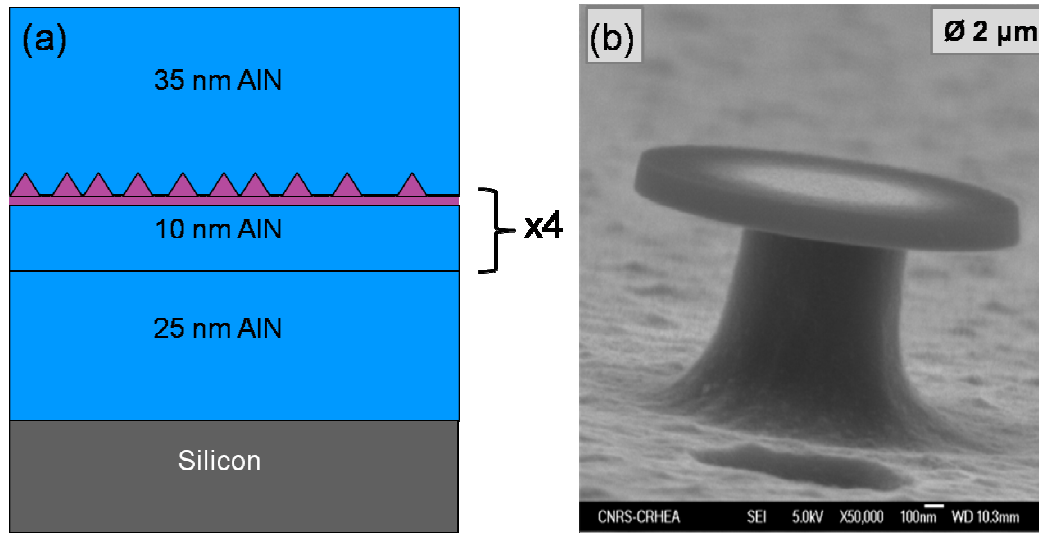 (a)
35 nm AlN
10 nm AlN
x4
25 nm AlN
Silicon
(b)
Ø 2 µm
CNRS-CRHEA SEI 5.0kV X50,000 100nm WD 10.3mm